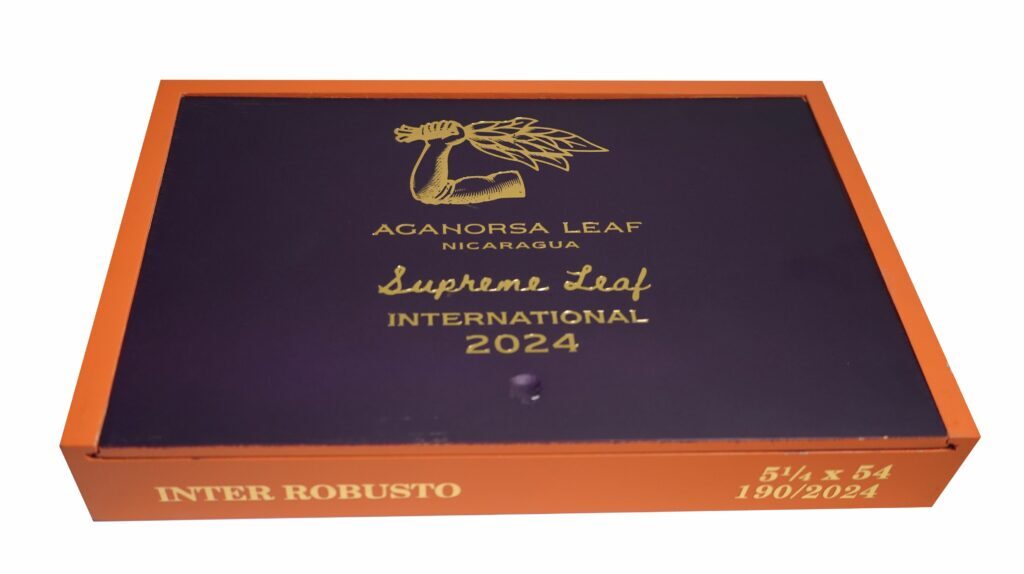 AGANORSA LEAF
NICARAGUA
Supreme Leaf
INTERNATIONAL
2024
INTER ROBUSTO
5¼ x 54
190/2024